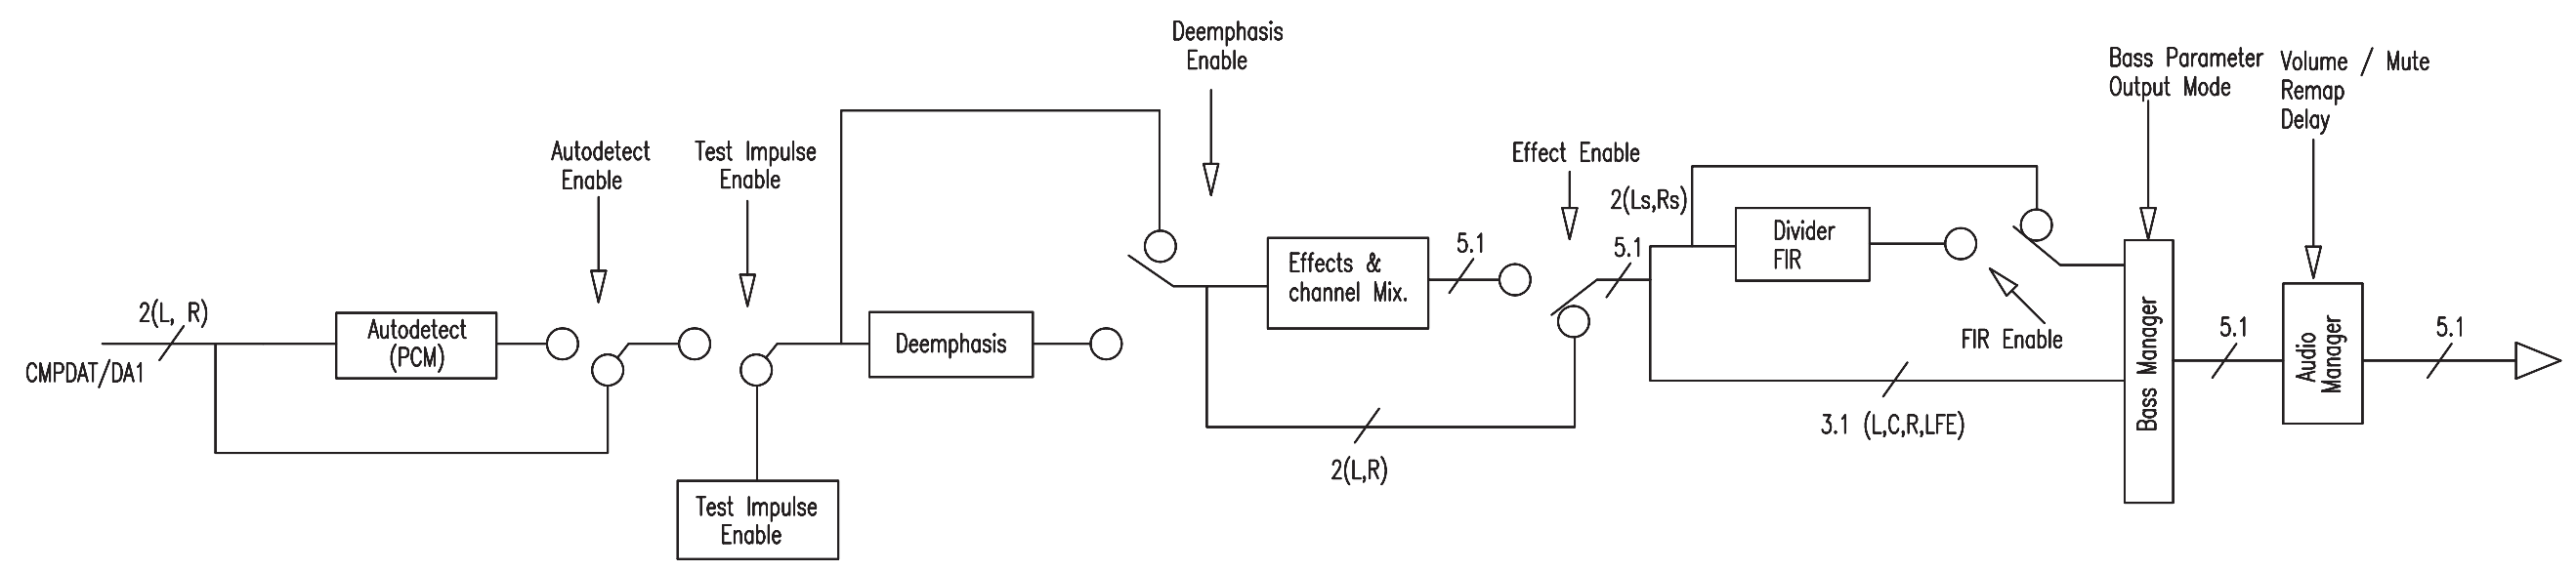 Deemphasis
Enable
Bass Parameter
Output Mode
Volume / Mute
Remap
Delay
Autodetect
Enable
Test Impulse
Enable
Effect Enable
2(Ls,Rs)
5.1
5.1
Divider
FIR
Effects &
channel Mix.
2(L, R)
CMPDAT/DA1
Autodetect
(PCM)
Deemphasis
FIR Enable
Bass Manager
5.1
Audio
Manager
5.1
3.1 (L,C,R,LFE)
2(L,R)
Test Impulse
Enable